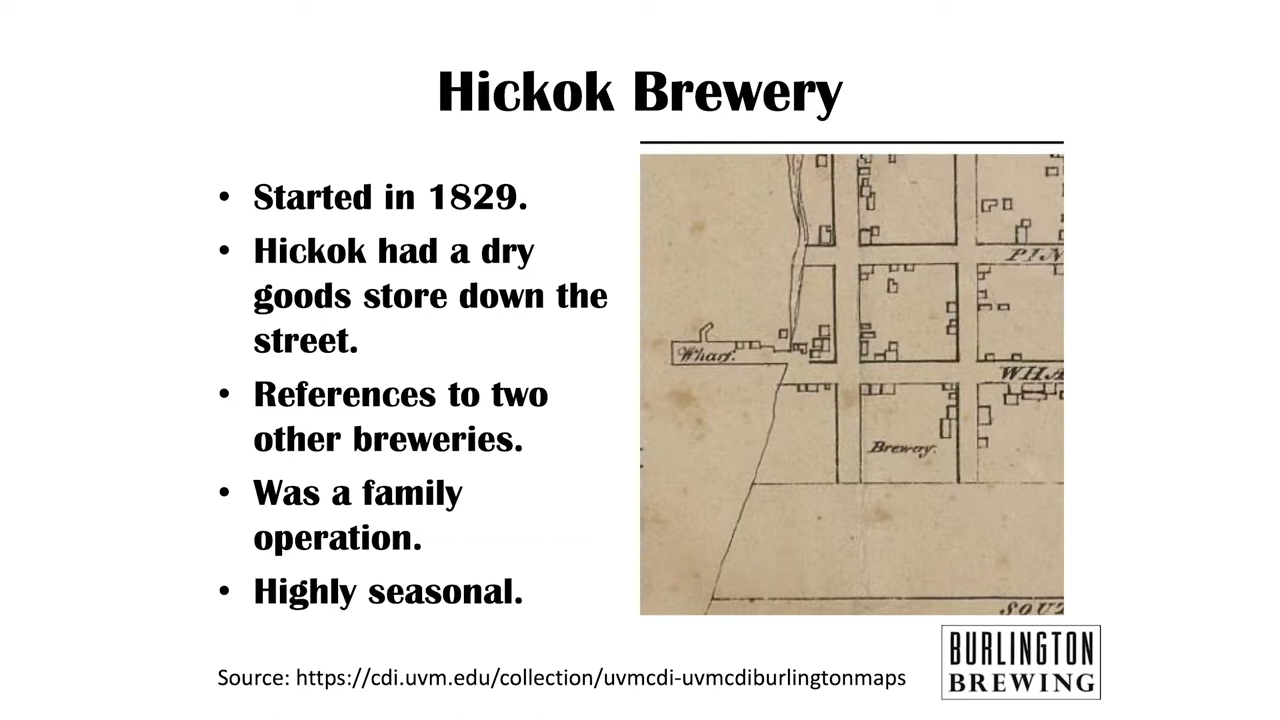 Hickok Brewery
• Started in 1829.
• Hickok had a dry
goods store down the
street.
• References to two
other breweries.
• Was a family
operation.
• Highly seasonal.
PIN
Wharf.
WHA
Brewery.
SOUT
Source: https://cdi.uvm.edu/collection/uvmcdi-uvmcdiburlingtonmaps
BURLINGTON
BREWING